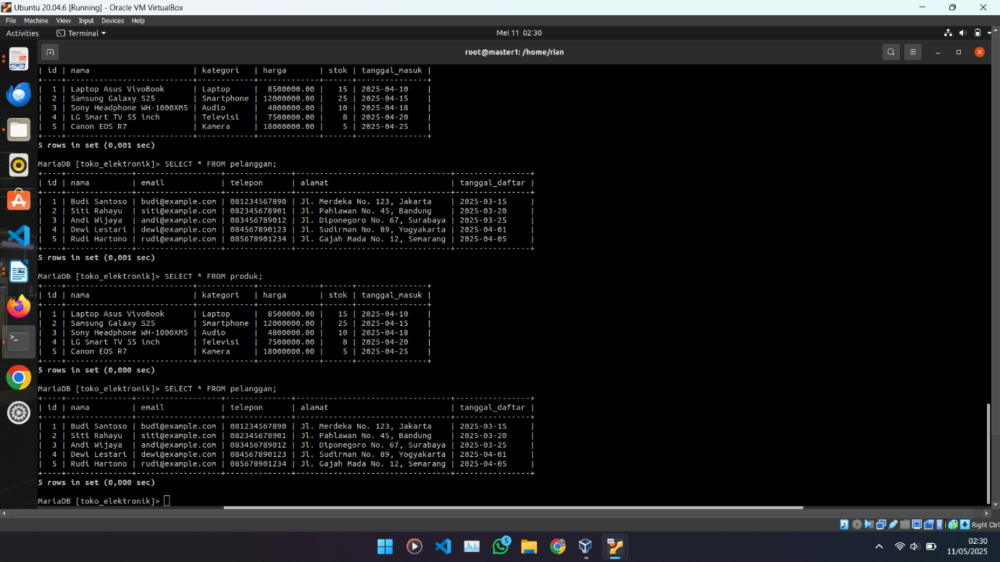 Ubuntu 20.04.6 [Running] - Oracle VM VirtualBox
File Machine View Input Devices Help
Activities Terminal Mei 11 02:30
root@master1: /home/rian
| id | nama                      | kategori   | harga       | stok | tanggal_masuk |
+----+---------------------------+------------+-------------+------+---------------+
|  1 | Laptop Asus VivoBook      | Laptop     |  8500000.00 |   15 | 2025-04-10    |
|  2 | Samsung Galaxy S25        | Smartphone | 12000000.00 |   25 | 2025-04-15    |
|  3 | Sony Headphone WH-1000XM5 | Audio      |  4800000.00 |   10 | 2025-04-18    |
|  4 | LG Smart TV 55 inch       | Televisi   |  7500000.00 |    8 | 2025-04-20    |
|  5 | Canon EOS R7              | Kamera     | 18000000.00 |    5 | 2025-04-25    |
+----+---------------------------+------------+-------------+------+---------------+
5 rows in set (0,001 sec)
MariaDB [toko_elektronik]> SELECT * FROM pelanggan;
+----+--------------+------------------+--------------+---------------------------------+----------------+
| id | nama         | email            | telepon      | alamat                          | tanggal_daftar |
+----+--------------+------------------+--------------+---------------------------------+----------------+
|  1 | Budi Santoso | budi@example.com | 081234567890 | Jl. Merdeka No. 123, Jakarta    | 2025-03-15     |
|  2 | Siti Rahayu  | siti@example.com | 082345678901 | Jl. Pahlawan No. 45, Bandung    | 2025-03-20     |
|  3 | Andi Wijaya  | andi@example.com | 083456789012 | Jl. Diponegoro No. 67, Surabaya | 2025-03-25     |
|  4 | Dewi Lestari | dewi@example.com | 084567890123 | Jl. Sudirman No. 89, Yogyakarta | 2025-04-01     |
|  5 | Rudi Hartono | rudi@example.com | 085678901234 | Jl. Gajah Mada No. 12, Semarang | 2025-04-05     |
+----+--------------+------------------+--------------+---------------------------------+----------------+
5 rows in set (0,001 sec)
MariaDB [toko_elektronik]> SELECT * FROM produk;
+----+---------------------------+------------+-------------+------+---------------+
| id | nama                      | kategori   | harga       | stok | tanggal_masuk |
+----+---------------------------+------------+-------------+------+---------------+
|  1 | Laptop Asus VivoBook      | Laptop     |  8500000.00 |   15 | 2025-04-10    |
|  2 | Samsung Galaxy S25        | Smartphone | 12000000.00 |   25 | 2025-04-15    |
|  3 | Sony Headphone WH-1000XM5 | Audio      |  4800000.00 |   10 | 2025-04-18    |
|  4 | LG Smart TV 55 inch       | Televisi   |  7500000.00 |    8 | 2025-04-20    |
|  5 | Canon EOS R7              | Kamera     | 18000000.00 |    5 | 2025-04-25    |
+----+---------------------------+------------+-------------+------+---------------+
5 rows in set (0,000 sec)
MariaDB [toko_elektronik]> SELECT * FROM pelanggan;
+----+--------------+------------------+--------------+---------------------------------+----------------+
| id | nama         | email            | telepon      | alamat                          | tanggal_daftar |
+----+--------------+------------------+--------------+---------------------------------+----------------+
|  1 | Budi Santoso | budi@example.com | 081234567890 | Jl. Merdeka No. 123, Jakarta    | 2025-03-15     |
|  2 | Siti Rahayu  | siti@example.com | 082345678901 | Jl. Pahlawan No. 45, Bandung    | 2025-03-20     |
|  3 | Andi Wijaya  | andi@example.com | 083456789012 | Jl. Diponegoro No. 67, Surabaya | 2025-03-25     |
|  4 | Dewi Lestari | dewi@example.com | 084567890123 | Jl. Sudirman No. 89, Yogyakarta | 2025-04-01     |
|  5 | Rudi Hartono | rudi@example.com | 085678901234 | Jl. Gajah Mada No. 12, Semarang | 2025-04-05     |
+----+--------------+------------------+--------------+---------------------------------+----------------+
5 rows in set (0,000 sec)
MariaDB [toko_elektronik]>
Right Ctrl
5
02:30
11/05/2025